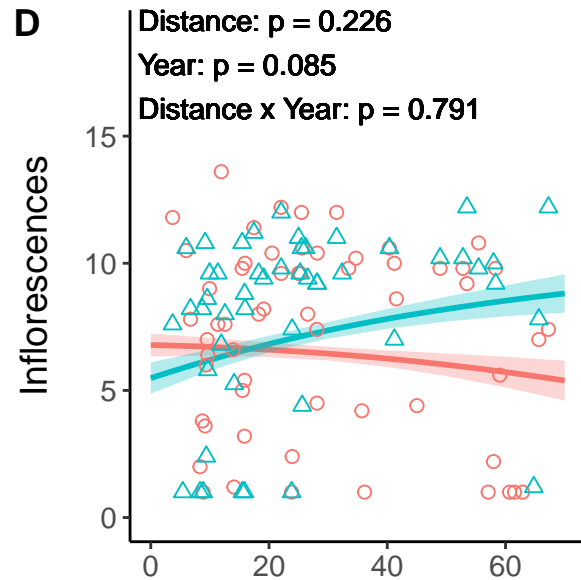 D
Distance: p = 0.226
Year: p = 0.085
Distance x Year: p = 0.791
Inflorescences
15
10
5
0
0 20 40 60